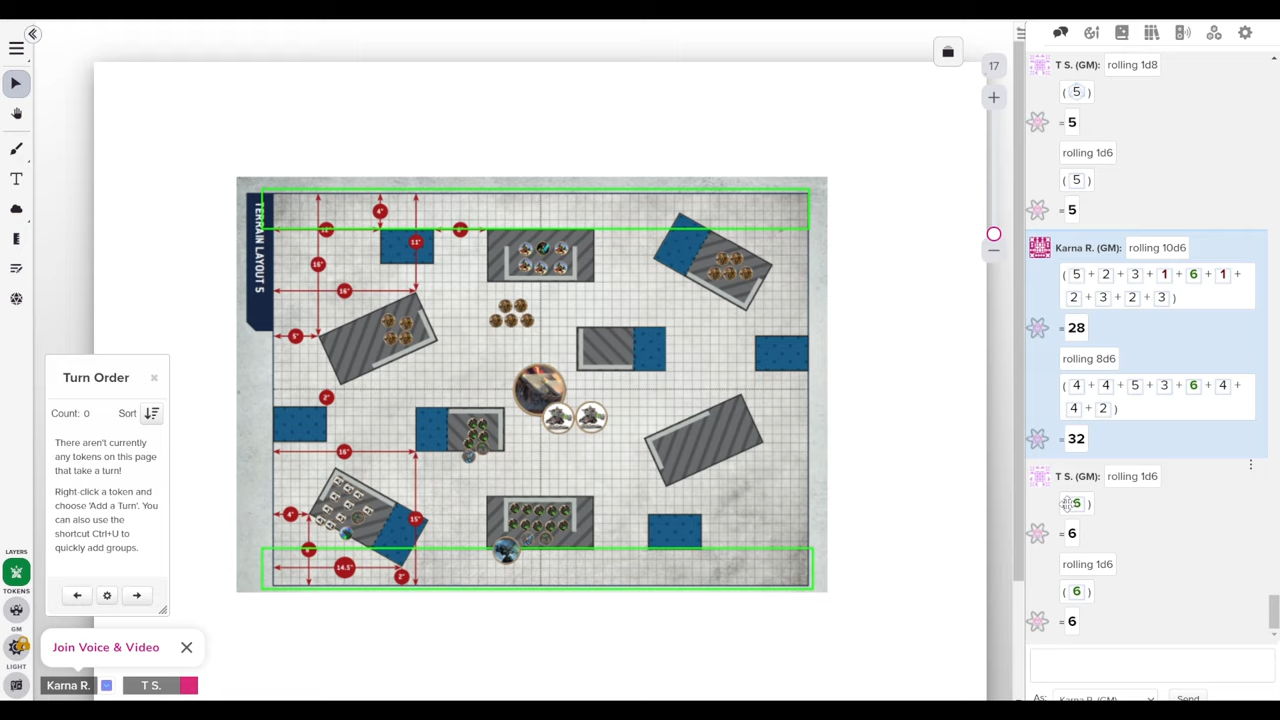 17
TERRAIN LAYOUT 5
4"
11"
16"
16"
5"
2"
16"
4"
15"
14.5"
2"
Turn Order
Count: 0 Sort
There aren't currently
any tokens on this page
that take a turn!
Right-click a token and
choose 'Add a Turn'. You
can also use the
shortcut Ctrl+U to
quickly add groups.
LAYERS
TOKENS
GM
LIGHT
Join Voice & Video
Karna R.
T S.
T S. (GM): rolling 1d8
( 5 )
= 5
rolling 1d6
( 5 )
= 5
Karna R. (GM): rolling 10d6
( 5 + 2 + 3 + 1 + 6 + 1 +
2 + 3 + 2 + 3 )
= 28
rolling 8d6
( 4 + 4 + 5 + 3 + 6 + 4 +
4 + 2 )
= 32
T S. (GM): rolling 1d6
( 6 )
= 6
rolling 1d6
( 6 )
= 6
As: Karna R. (GM) Send